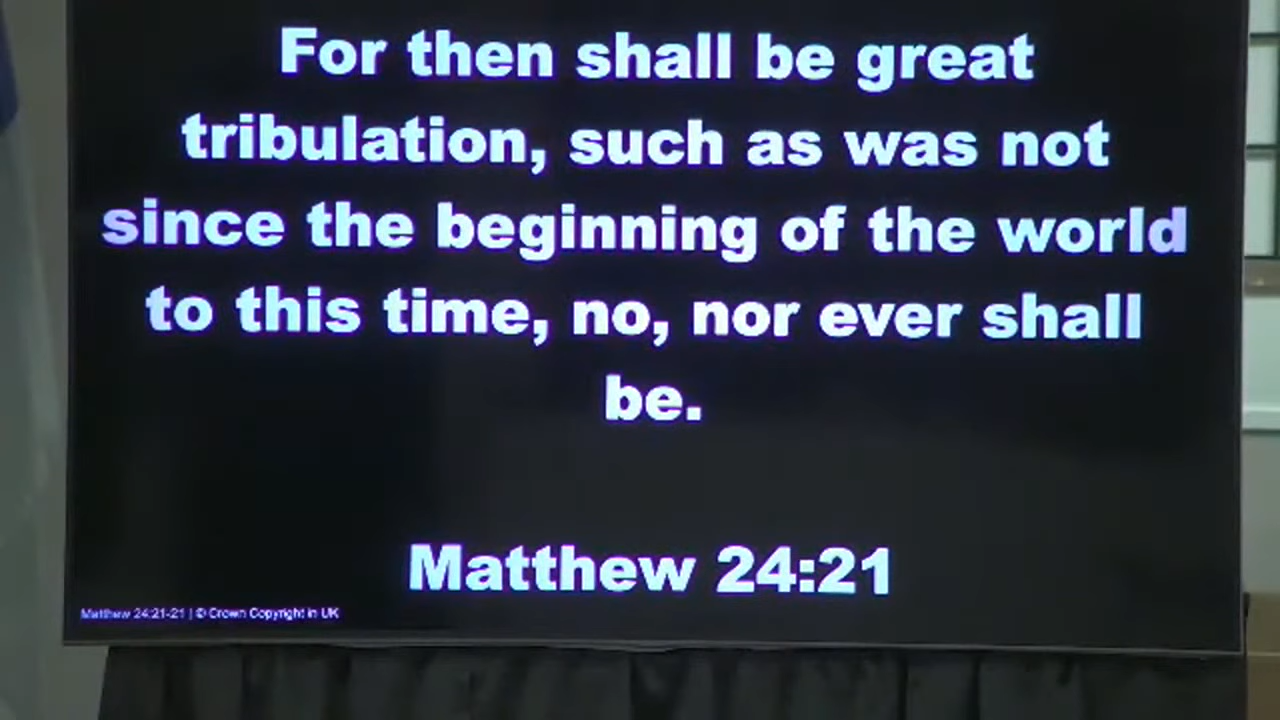 For then shall be great
tribulation, such as was not
since the beginning of the world
to this time, no, nor ever shall
be.
Matthew 24:21
Matthew 24:21-21 | © Crown Copyright in UK